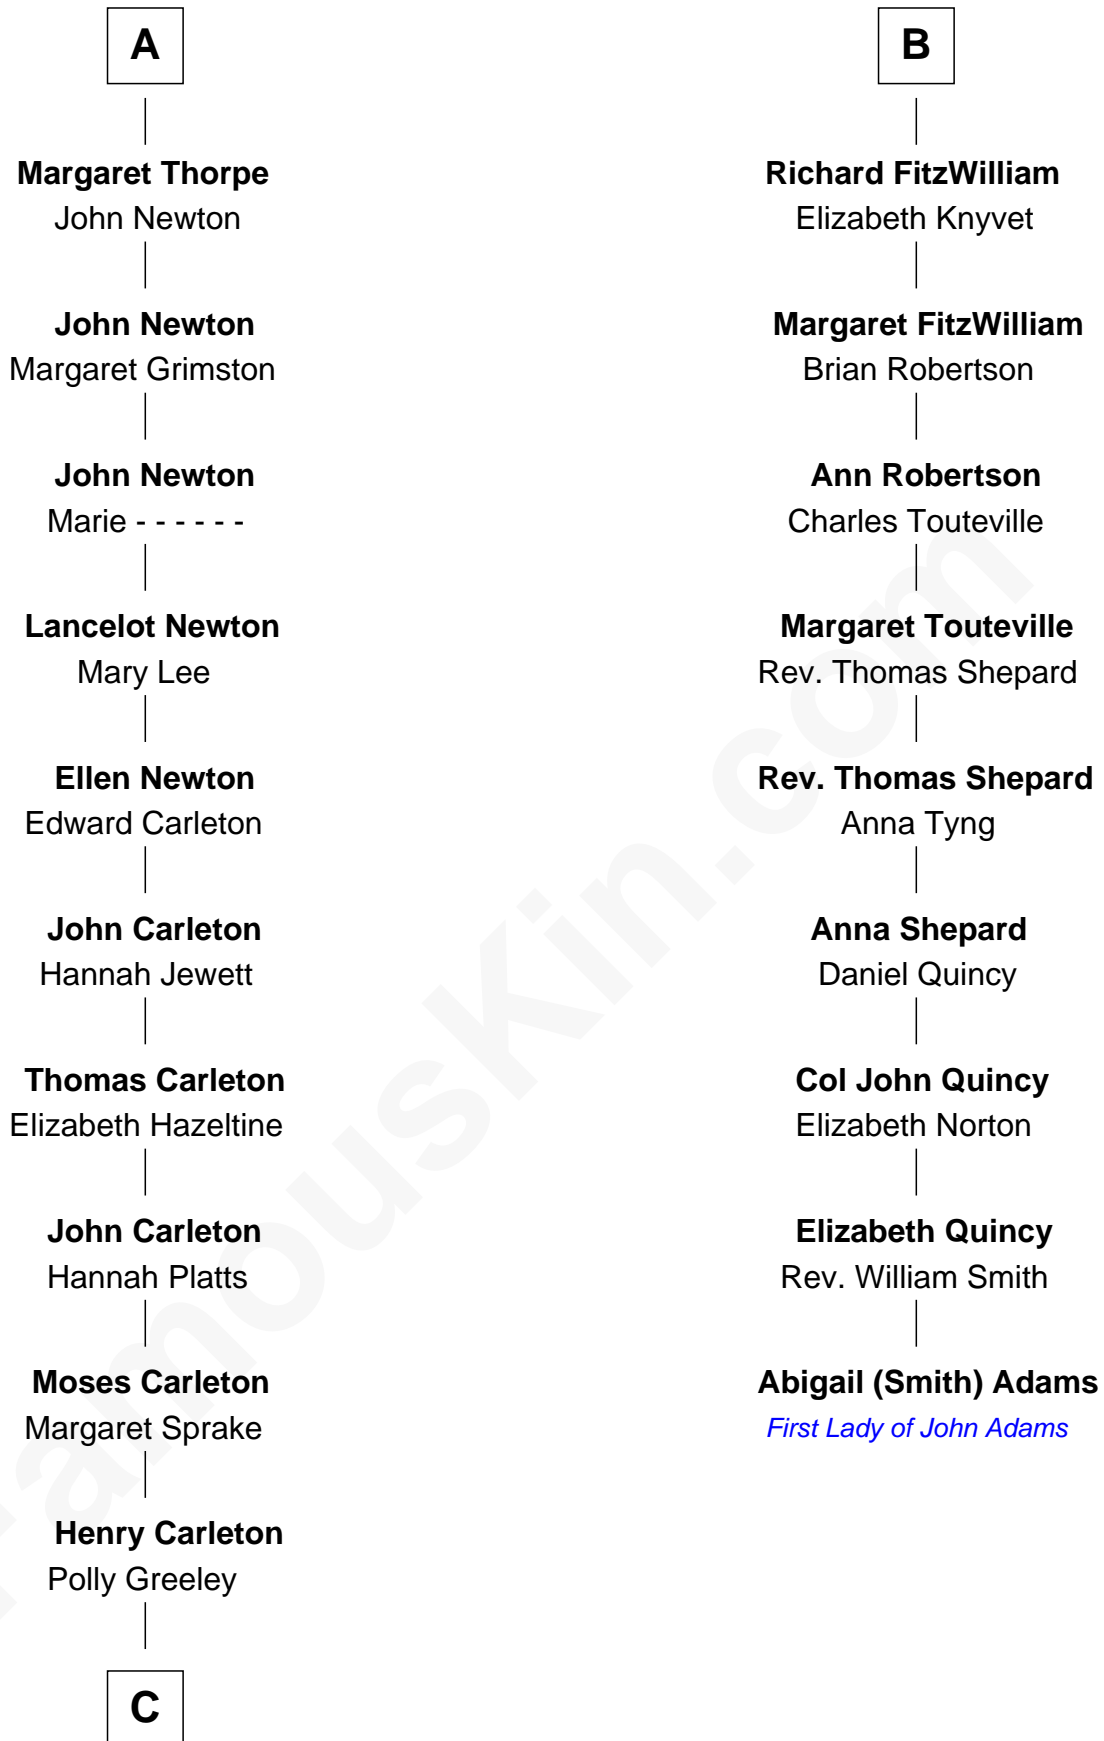 A
Margaret Thorpe
John Newton
John Newton
Margaret Grimston
John Newton
Marie - - - - - -
Lancelot Newton
Mary Lee
Ellen Newton
Edward Carleton
John Carleton
Hannah Jewett
Thomas Carleton
Elizabeth Hazeltine
John Carleton
Hannah Platts
Moses Carleton
Margaret Sprake
Henry Carleton
Polly Greeley
C
B
Richard FitzWilliam
Elizabeth Knyvet
Margaret FitzWilliam
Brian Robertson
Ann Robertson
Charles Touteville
Margaret Touteville
Rev. Thomas Shepard
Rev. Thomas Shepard
Anna Tyng
Anna Shepard
Daniel Quincy
Col John Quincy
Elizabeth Norton
Elizabeth Quincy
Rev. William Smith
Abigail (Smith) Adams
First Lady of John Adams
FamousKin.com